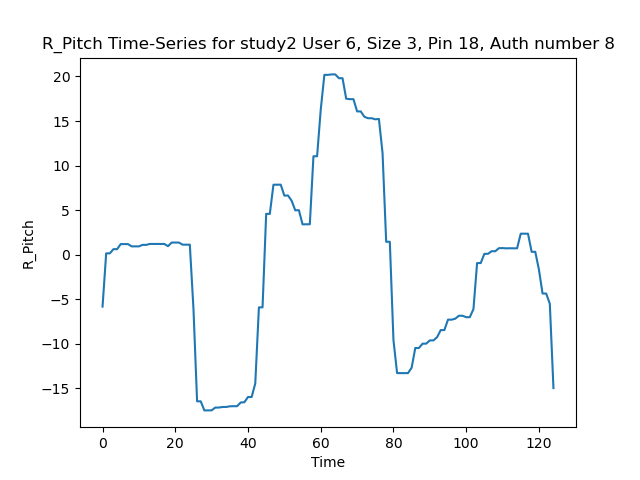 R_Pitch Time-Series for study2 User 6, Size 3, Pin 18, Auth number 8
20
15
10
5
0
−5
−10
−15
R_Pitch
0 20 40 60 80 100 120
Time